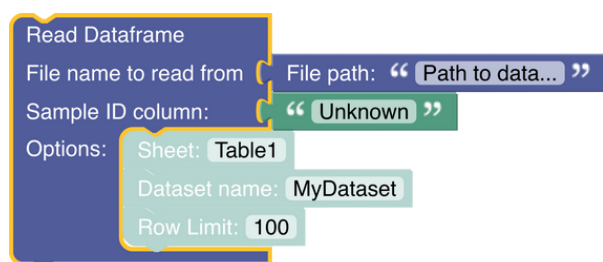 Read Dataframe
File name to read from File path: “ Path to data... ”
Sample ID column: “ Unknown ”
Options: Sheet: Table1
Dataset name: MyDataset
Row Limit: 100